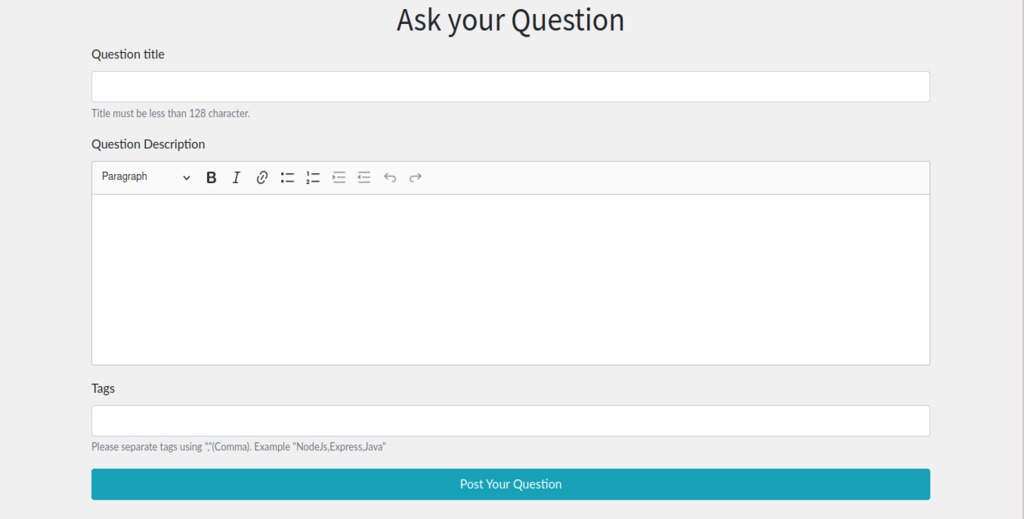 Ask your Question
Question title
Title must be less than 128 character.
Question Description
Paragraph B I
Tags
Please separate tags using ","(Comma). Example "NodeJs,Express,Java"
Post Your Question